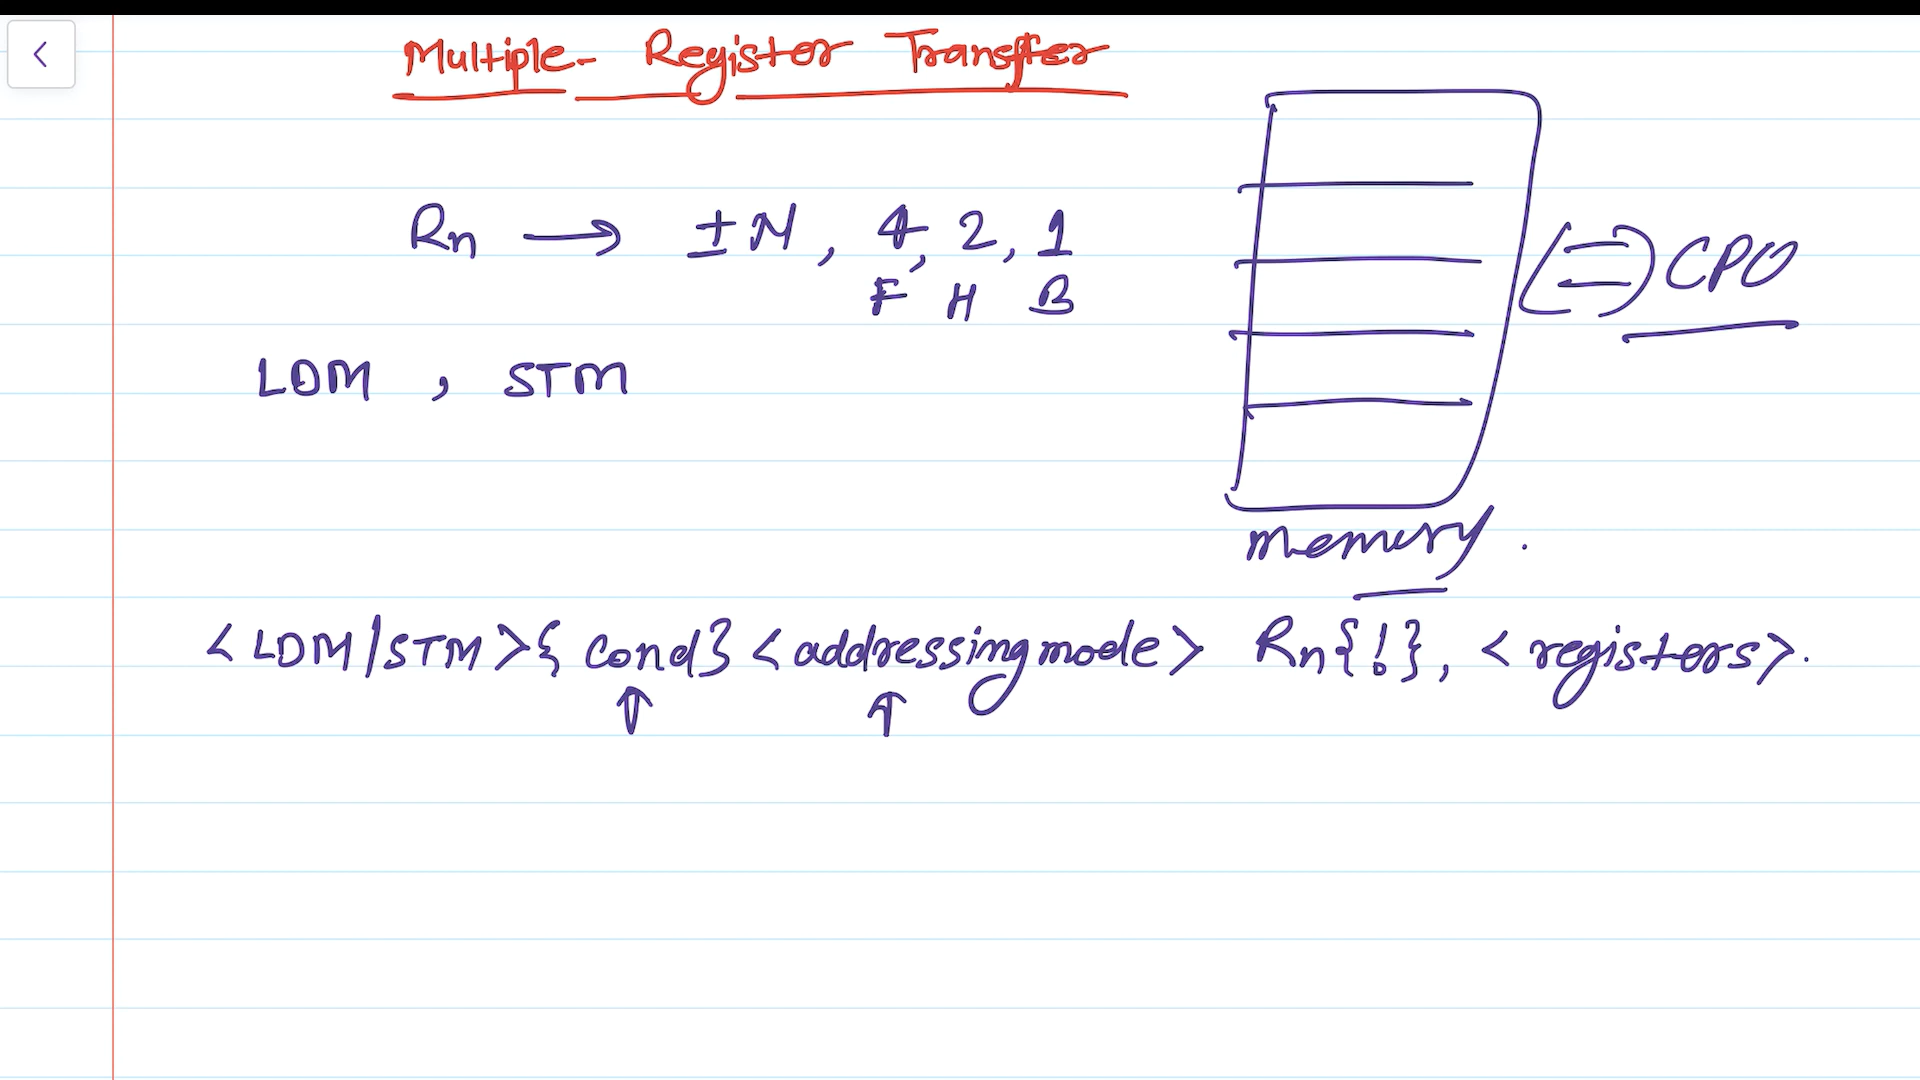 Multiple- Register Transfer
Rn → ±N, 4, 2, 1
F H B
CPU
LDM, STM
memory.
<LDM/STM>{cond}<addressing mode> Rn{!}, <registers>.